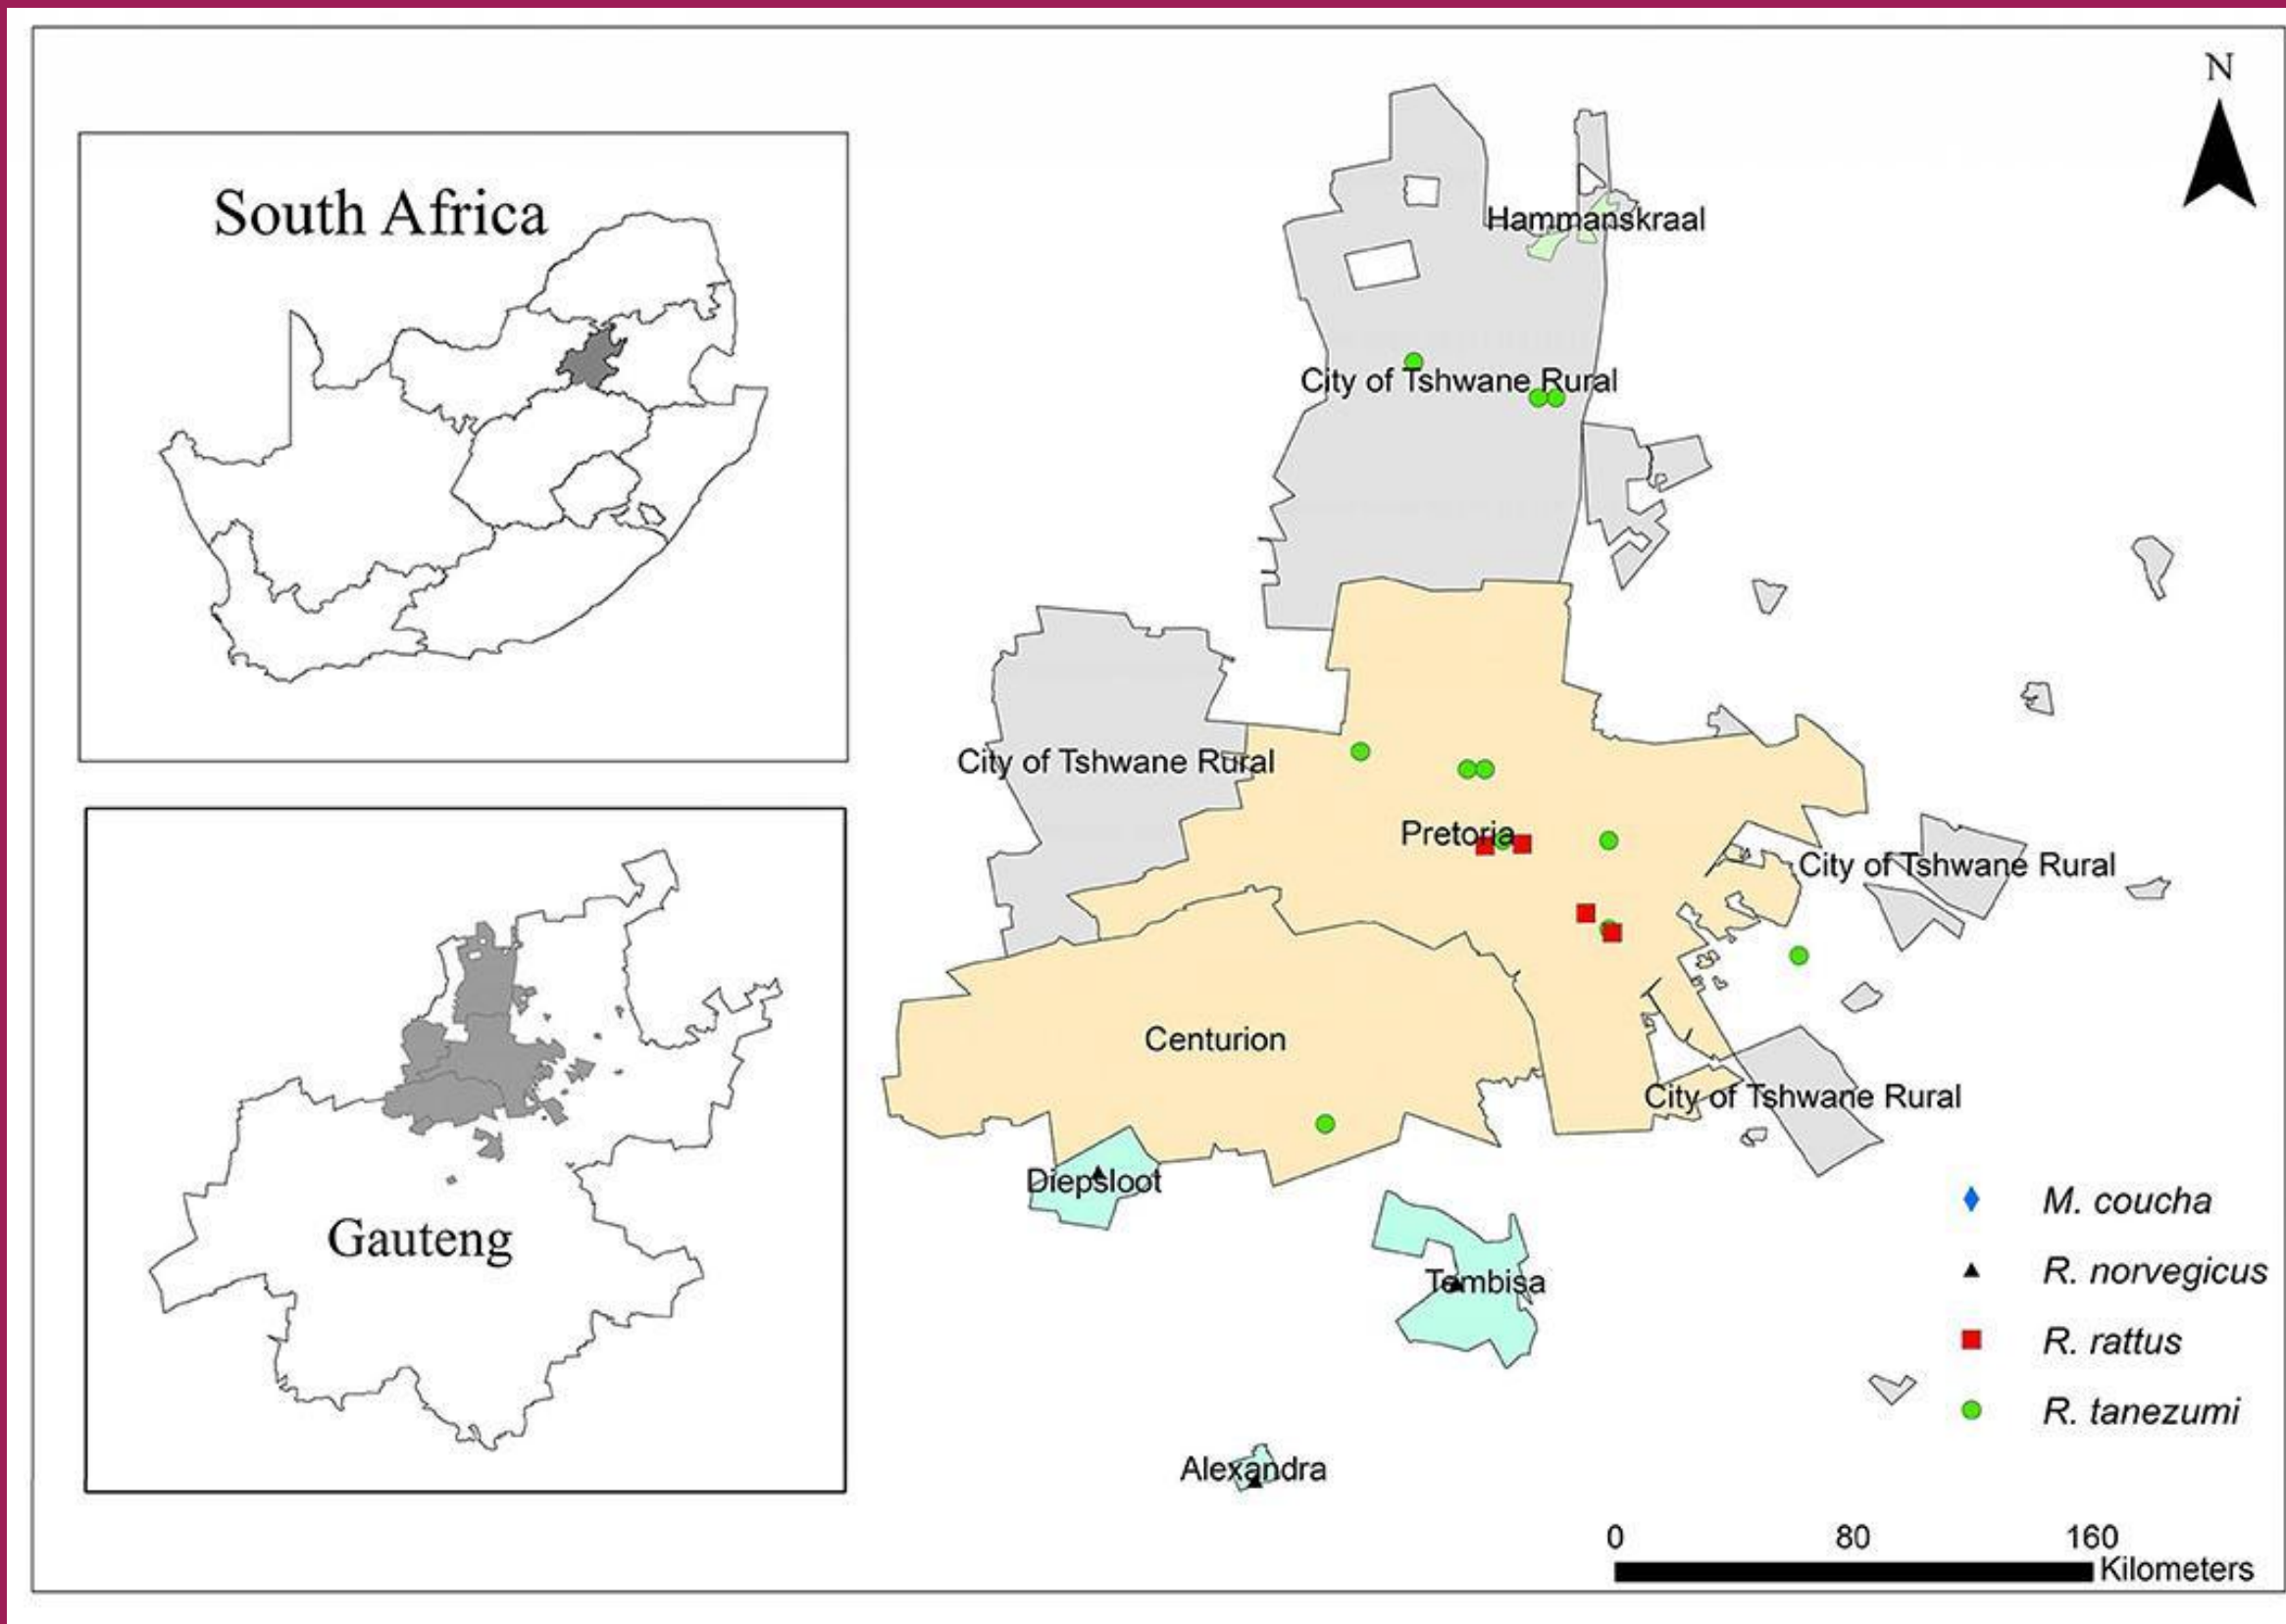 South Africa
Gauteng
N
Hammanskraal
City of Tshwane Rural
City of Tshwane Rural
Pretoria
City of Tshwane Rural
Centurion
City of Tshwane Rural
Diepsloot
Tembisa
Alexandra
M. coucha
R. norvegicus
R. rattus
R. tanezumi
0 80 160
Kilometers